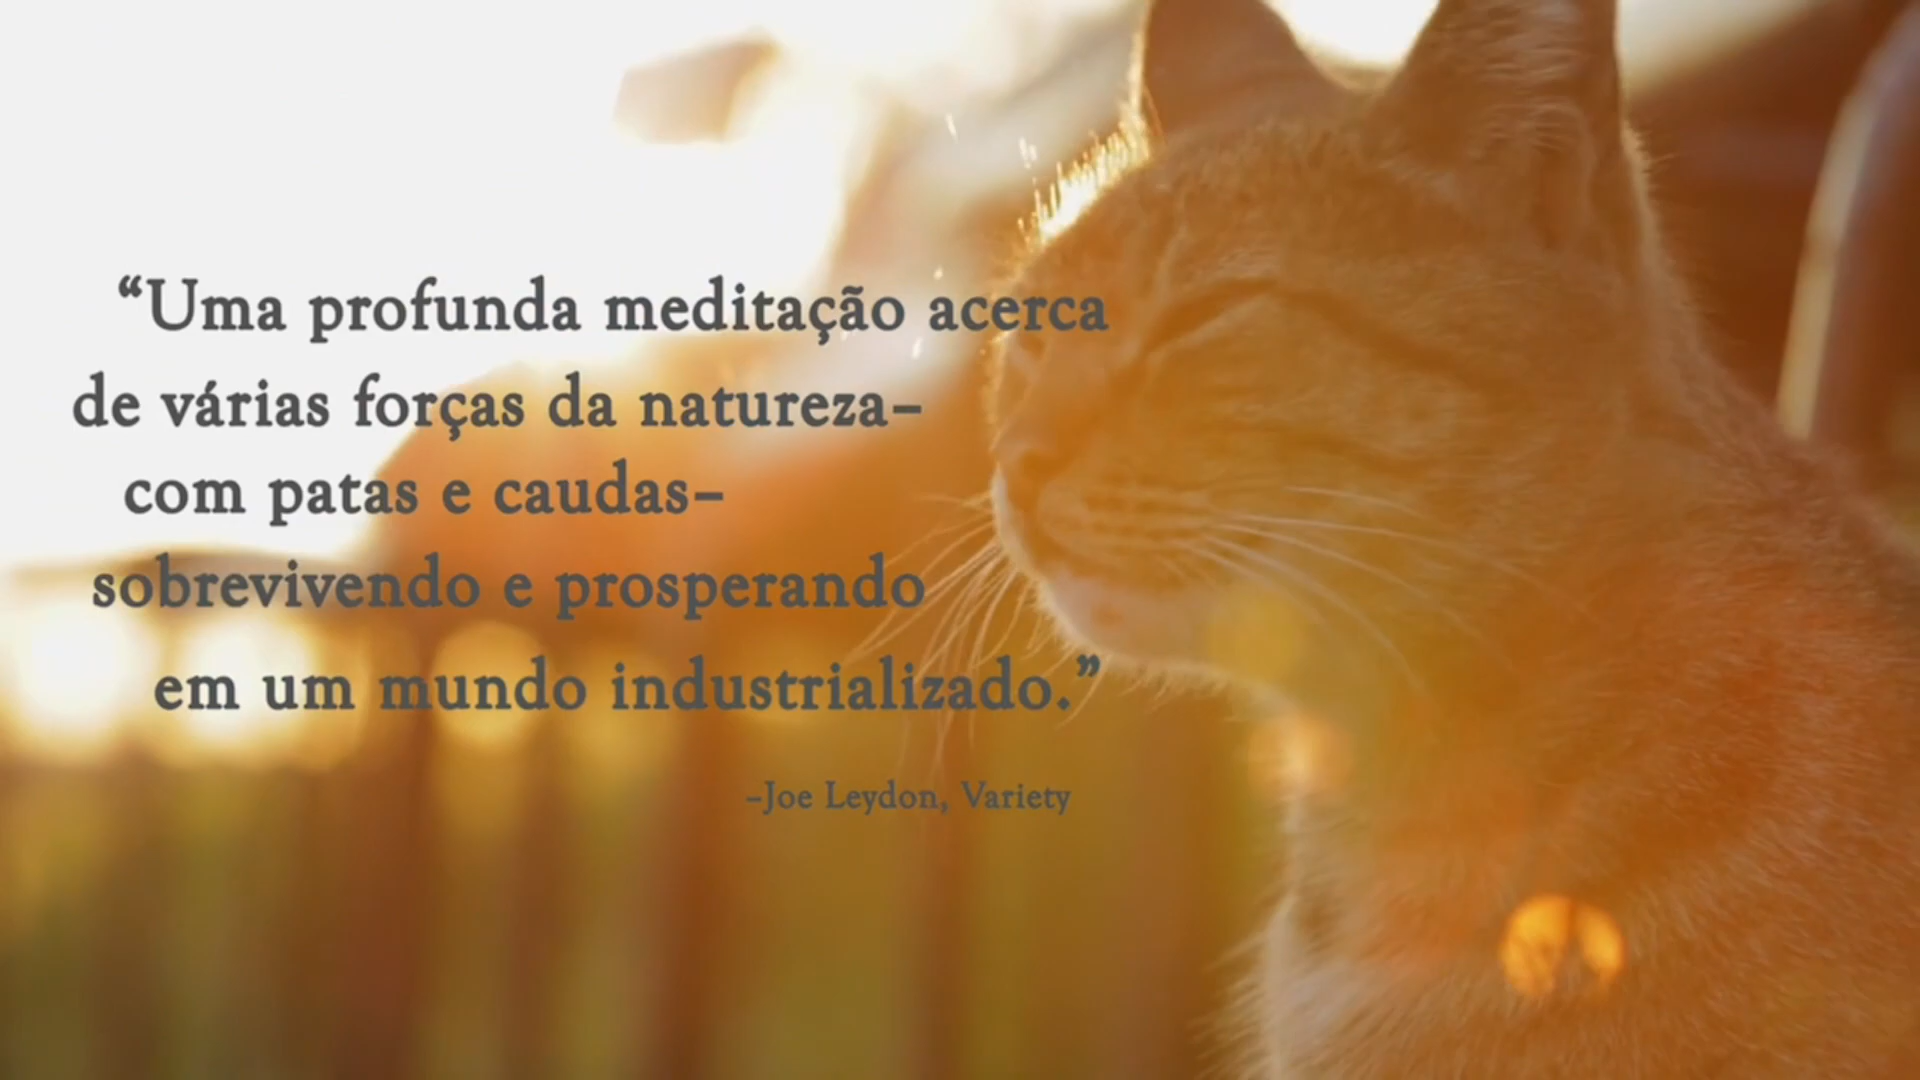 “Uma profunda meditação acerca
de várias forças da natureza–
com patas e caudas–
sobrevivendo e prosperando
em um mundo industrializado.”
–Joe Leydon, Variety